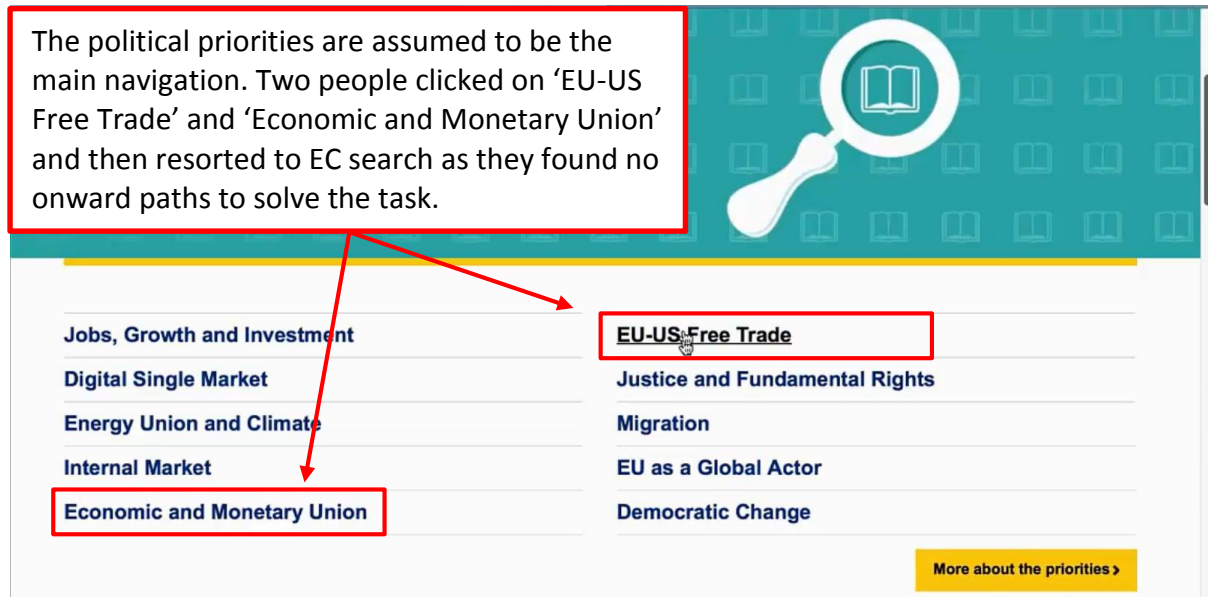 The political priorities are assumed to be the
main navigation. Two people clicked on ‘EU-US
Free Trade’ and ‘Economic and Monetary Union’
and then resorted to EC search as they found no
onward paths to solve the task.
Jobs, Growth and Investment
Digital Single Market
Energy Union and Climate
Internal Market
Economic and Monetary Union
EU-US Free Trade
Justice and Fundamental Rights
Migration
EU as a Global Actor
Democratic Change
More about the priorities ›